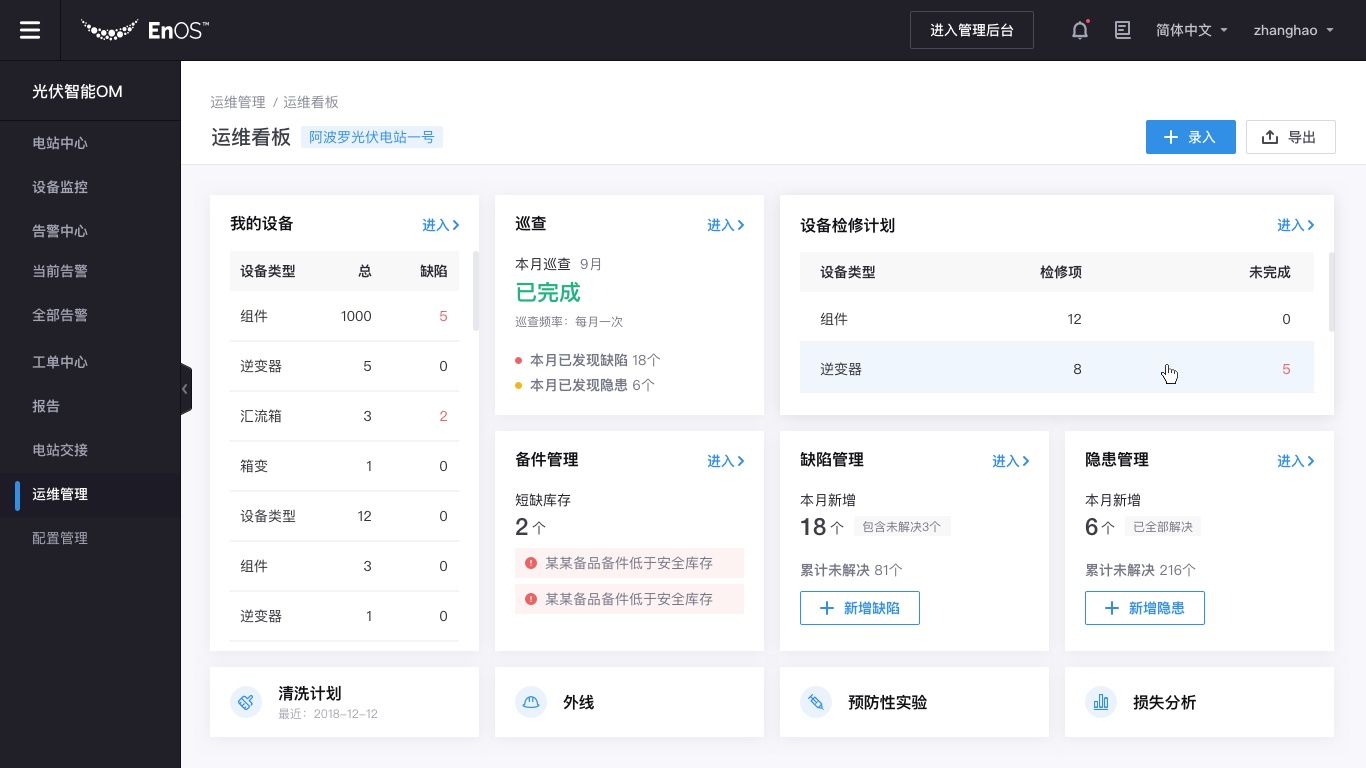 EnOS™
进入管理后台
简体中文
zhanghao
光伏智能OM
电站中心
设备监控
告警中心
当前告警
全部告警
工单中心
报告
电站交接
运维管理
配置管理
运维管理 / 运维看板
运维看板 阿波罗光伏电站一号
录入
导出
我的设备 进入
设备类型 总 缺陷
组件 1000 5
逆变器 5 0
汇流箱 3 2
箱变 1 0
设备类型 12 0
组件 3 0
逆变器 1 0
巡查 进入
本月巡查 9月
已完成
巡查频率：每月一次
本月已发现缺陷 18个
本月已发现隐患 6个
设备检修计划 进入
设备类型 检修项 未完成
组件 12 0
逆变器 8 5
备件管理 进入
短缺库存
2 个
某某备品备件低于安全库存
某某备品备件低于安全库存
缺陷管理 进入
本月新增
18 个 包含未解决3个
累计未解决 81个
新增缺陷
隐患管理 进入
本月新增
6 个 已全部解决
累计未解决 216个
新增隐患
清洗计划
最近：2018-12-12
外线
预防性实验
损失分析